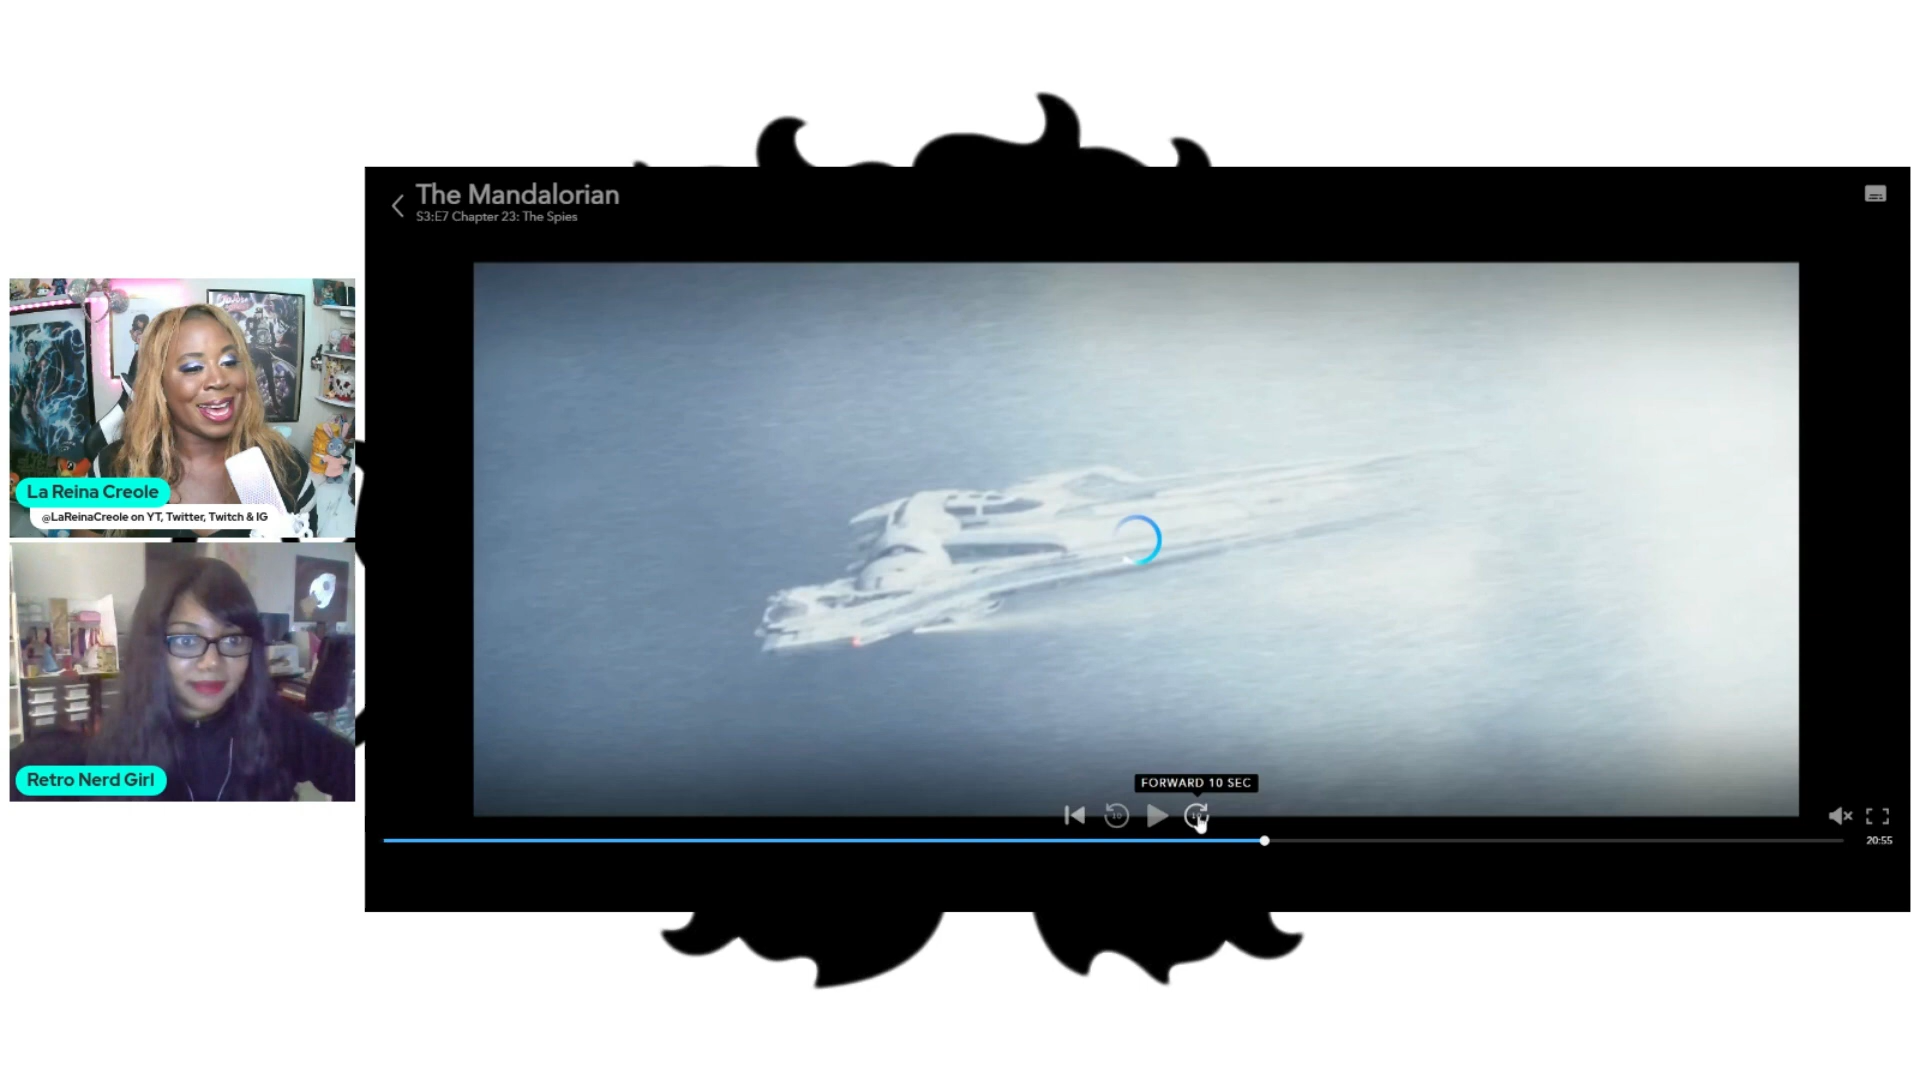 The Mandalorian
S3:E7 Chapter 23: The Spies
La Reina Creole
@LaReinaCreole on YT, Twitter, Twitch & IG
Retro Nerd Girl
FORWARD 10 SEC
10
20:55